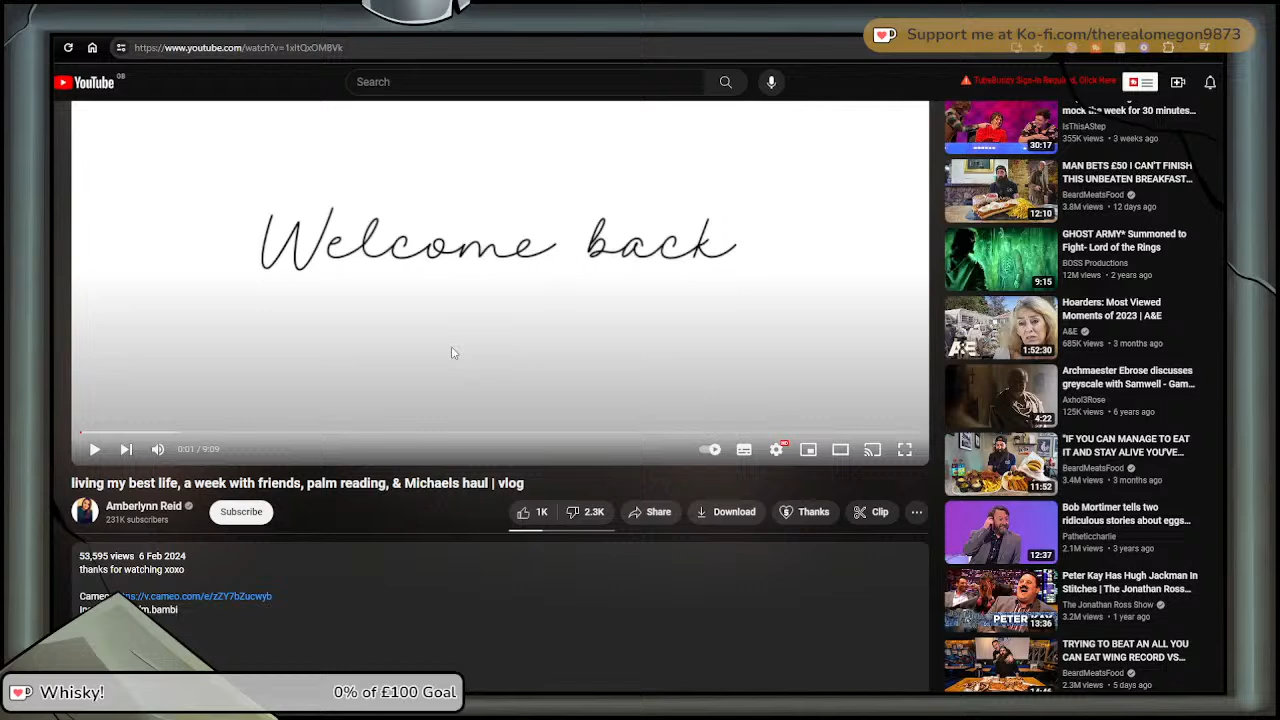 Support me at Ko-fi.com/therealomegon9873
https://www.youtube.com/watch?v=1xItQxOMBVk
YouTube GB
Search
TubeBuddy Sign-In Required, Click Here
Welcome back
0:01 / 9:09
living my best life, a week with friends, palm reading, & Michaels haul | vlog
Amberlynn Reid
231K subscribers
Subscribe
1K
2.3K
Share
Download
Thanks
Clip
53,595 views 6 Feb 2024
thanks for watching xoxo
Cameo
v.cameo.com/e/zZY7bZucwyb
m.bambi
mock the week for 30 minutes...
IsThisAStep
355K views • 3 weeks ago
30:17
MAN BETS £50 I CAN'T FINISH
THIS UNBEATEN BREAKFAST...
BeardMeatsFood
3.8M views • 12 days ago
12:10
GHOST ARMY* Summoned to
Fight- Lord of the Rings
BOSS Productions
12M views • 2 years ago
9:15
Hoarders: Most Viewed
Moments of 2023 | A&E
A&E
685K views • 3 months ago
A&E
1:52:30
Archmaester Ebrose discusses
greyscale with Samwell - Gam...
Axhol3Rose
125K views • 6 years ago
4:22
"IF YOU CAN MANAGE TO EAT
IT AND STAY ALIVE YOU'VE...
BeardMeatsFood
3.4M views • 3 months ago
11:52
Bob Mortimer tells two
ridiculous stories about eggs...
Patheticcharlie
2.1M views • 3 years ago
12:37
Peter Kay Has Hugh Jackman In
Stitches | The Jonathan Ross...
The Jonathan Ross Show
3.2M views • 1 year ago
PETER
13:36
TRYING TO BEAT AN ALL YOU
CAN EAT WING RECORD VS...
BeardMeatsFood
2.3M views • 5 days ago
Whisky!
0% of £100 Goal